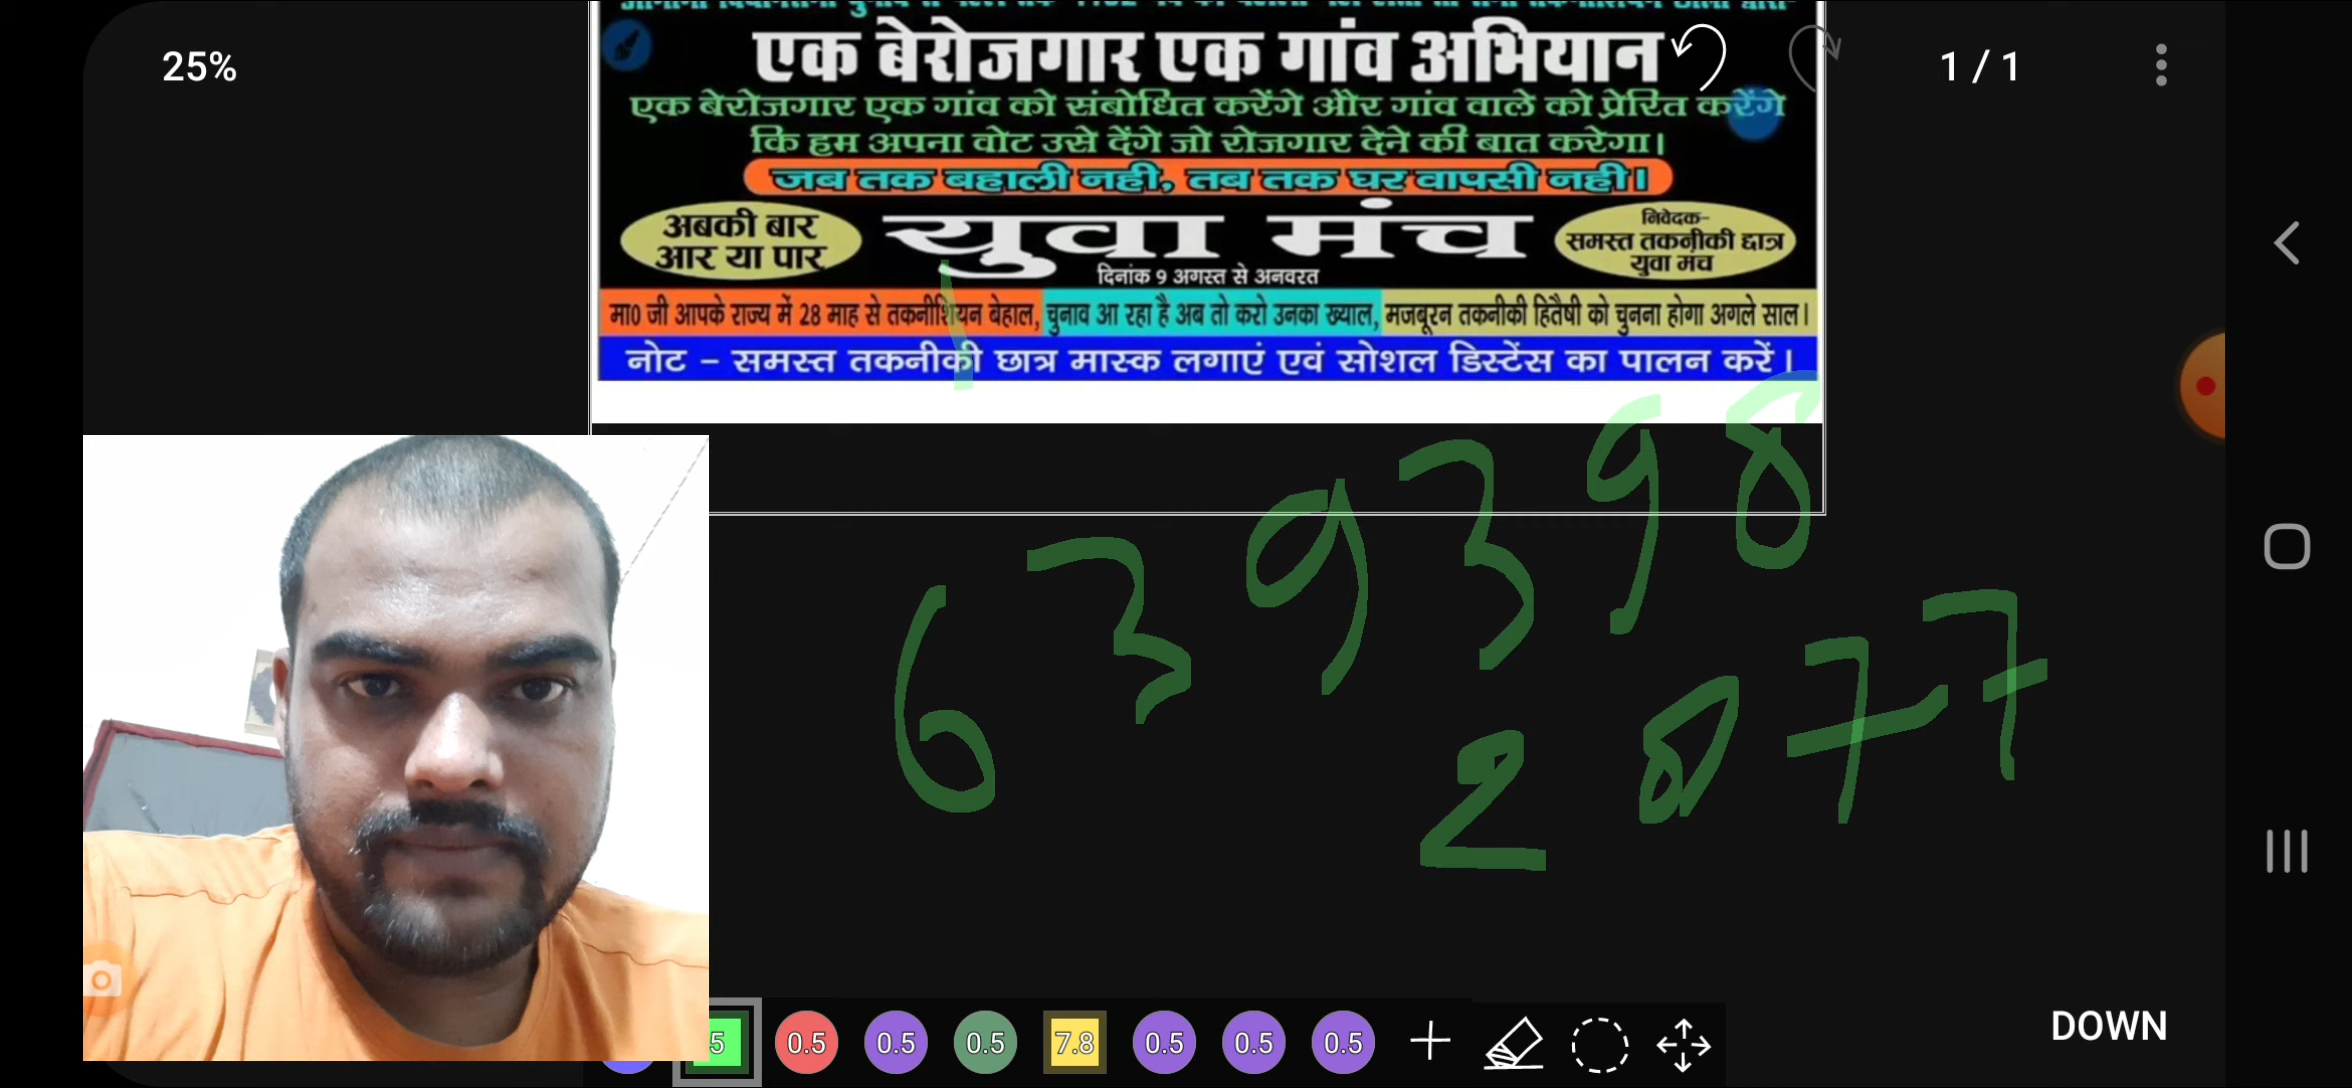 25%
1 / 1
एक बेरोजगार एक गांव अभियान
एक बेरोजगार एक गांव को संबोधित करेंगे और गांव वाले को प्रेरित करेंगे
कि हम अपना वोट उसे देंगे जो रोजगार देने की बात करेगा।
जब तक बहाली नही, तब तक घर वापसी नही।
अबकी बार
आर या पार
युवा मंच
निवेदक-
समस्त तकनीकी छात्र
युवा मंच
दिनांक 9 अगस्त से अनवरत
मा0 जी आपके राज्य में 28 माह से तकनीशियन बेहाल, चुनाव आ रहा है अब तो करो उनका ख्याल, मजबूरन तकनीकी हितैषी को चुनना होगा अगले साल।
नोट – समस्त तकनीकी छात्र मास्क लगाएं एवं सोशल डिस्टेंस का पालन करें।
639398
2077
5 0.5 0.5 0.5 7.8 0.5 0.5 0.5
DOWN